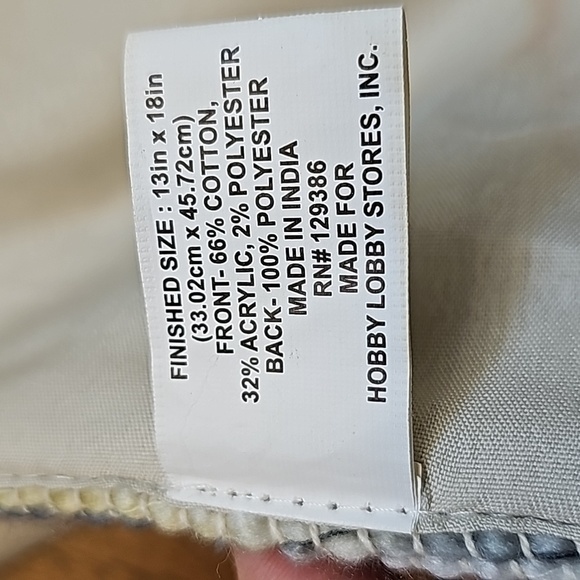 FINISHED SIZE : 13in x 18in
(33.02cm x 45.72cm)
FRONT- 66% COTTON,
32% ACRYLIC, 2% POLYESTER
BACK- 100% POLYESTER
MADE IN INDIA
RN# 129386
MADE FOR
HOBBY LOBBY STORES, INC.